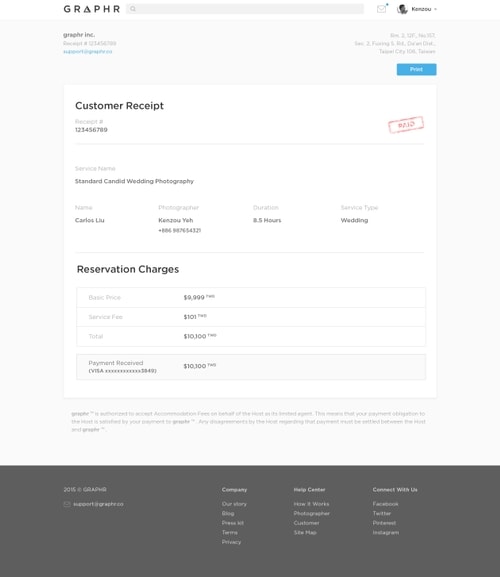 GRAPHR
Kenzou
graphr inc.
Receipt # 123456789
support@graphr.co
Rm. 2, 12F., No.157,
Sec. 2, Fuxing S. Rd., Da'an Dist.,
Taipei City 106, Taiwan
Print
Customer Receipt
Receipt #
123456789
PAID
Service Name
Standard Candid Wedding Photography
Name
Photographer
Duration
Service Type
Carlos Liu
Kenzou Yeh
8.5 Hours
Wedding
+886 987654321
Reservation Charges
Basic Price $9,999 TWD
Service Fee $101 TWD
Total $10,100 TWD
Payment Received $10,100 TWD
(VISA xxxxxxxxxxxx3949)
graphr ™ is authorized to accept Accommodation Fees on behalf of the Host as its limited agent. This means that your payment obligation to
the Host is satisfied by your payment to graphr ™ . Any disagreements by the Host regarding that payment must be settled between the Host
and graphr ™.
2015 © GRAPHR
support@graphr.co
Company
Our story
Blog
Press kit
Terms
Privacy
Help Center
How It Works
Photographer
Customer
Site Map
Connect With Us
Facebook
Twitter
Pinterest
Instagram